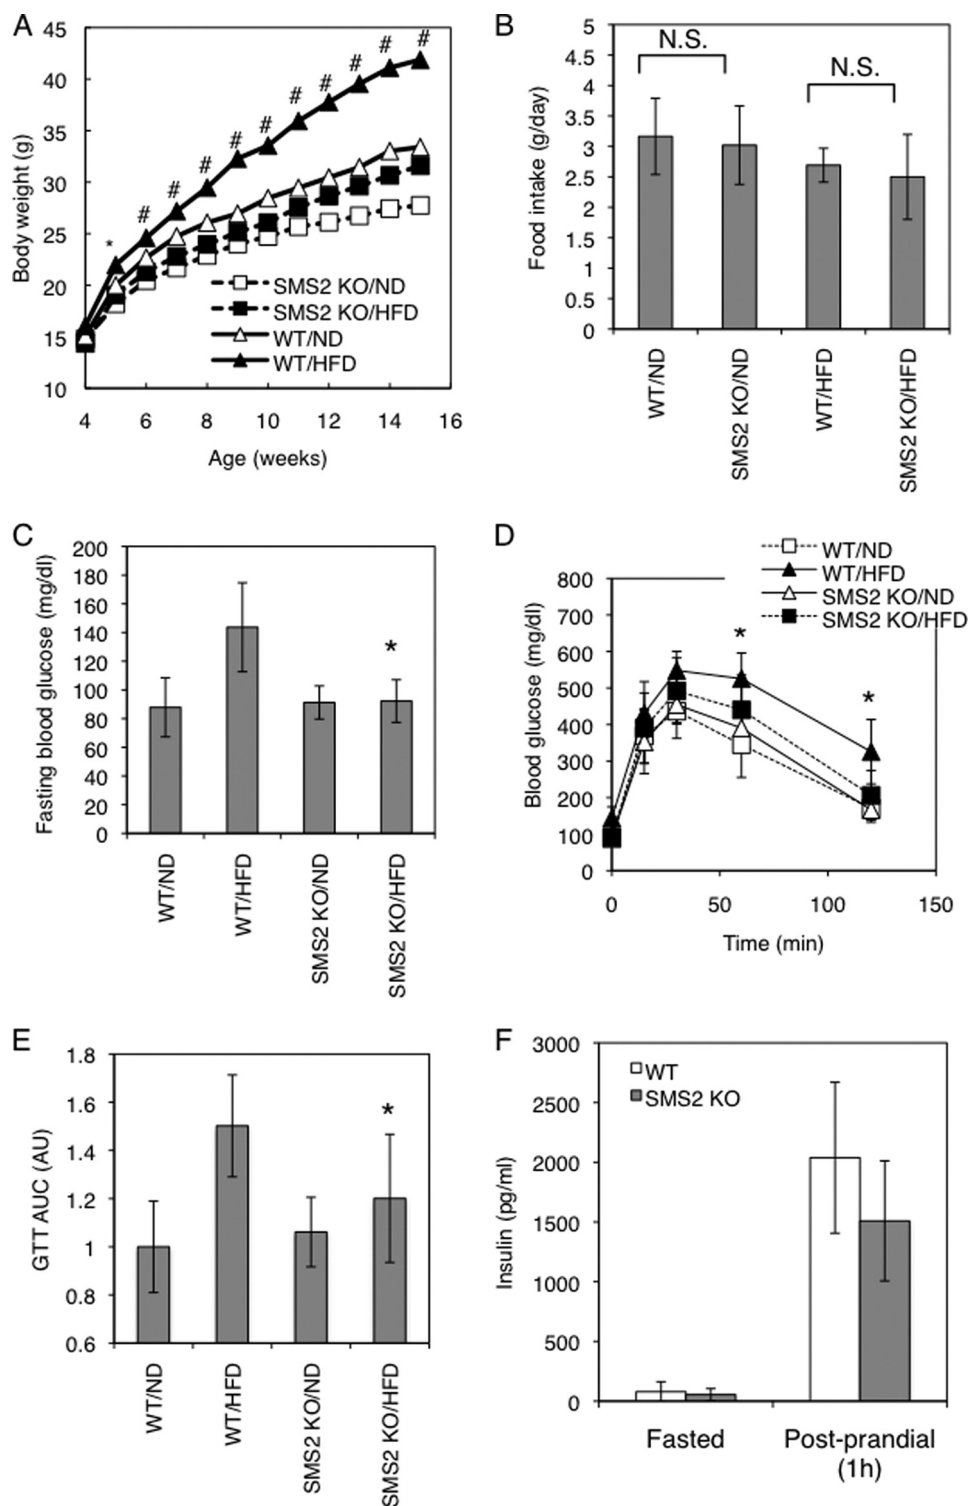 A
Body weight (g)
45
40
35
30
25
20
15
10
*
# # # # # # # # # #
SMS2 KO/ND
SMS2 KO/HFD
WT/ND
WT/HFD
4 6 8 10 12 14 16
Age (weeks)
B
Food intake (g/day)
5
4.5
4
3.5
3
2.5
2
1.5
1
0.5
0
N.S.
N.S.
WT/ND
SMS2 KO/ND
WT/HFD
SMS2 KO/HFD
C
Fasting blood glucose (mg/dl)
200
180
160
140
120
100
80
60
40
20
0
*
WT/ND
WT/HFD
SMS2 KO/ND
SMS2 KO/HFD
D
WT/ND
WT/HFD
SMS2 KO/ND
SMS2 KO/HFD
Blood glucose (mg/dl)
800
700
600
500
400
300
200
100
0
*
*
0 50 100 150
Time (min)
E
GTT AUC (AU)
1.8
1.6
1.4
1.2
1
0.8
0.6
*
WT/ND
WT/HFD
SMS2 KO/ND
SMS2 KO/HFD
F
Insulin (pg/ml)
3000
2500
2000
1500
1000
500
0
WT
SMS2 KO
Fasted Post-prandial
(1h)